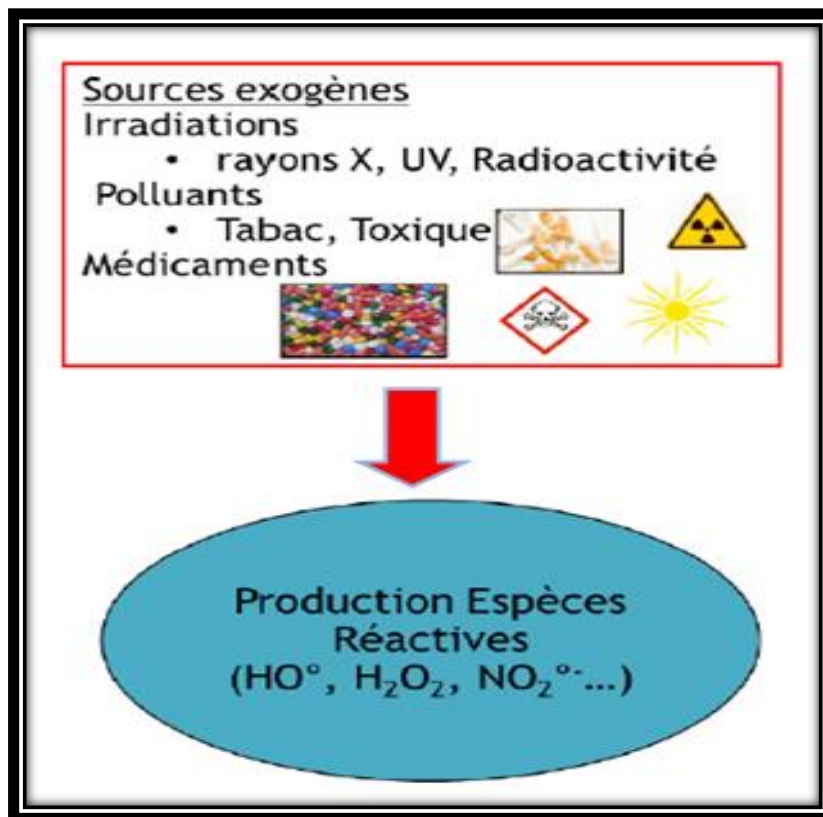 Sources exogènes
Irradiations
• rayons X, UV, Radioactivité
Polluants
• Tabac, Toxique
Médicaments
Production Espèces
Réactives
(HO°, H₂O₂, NO₂°⁻...)